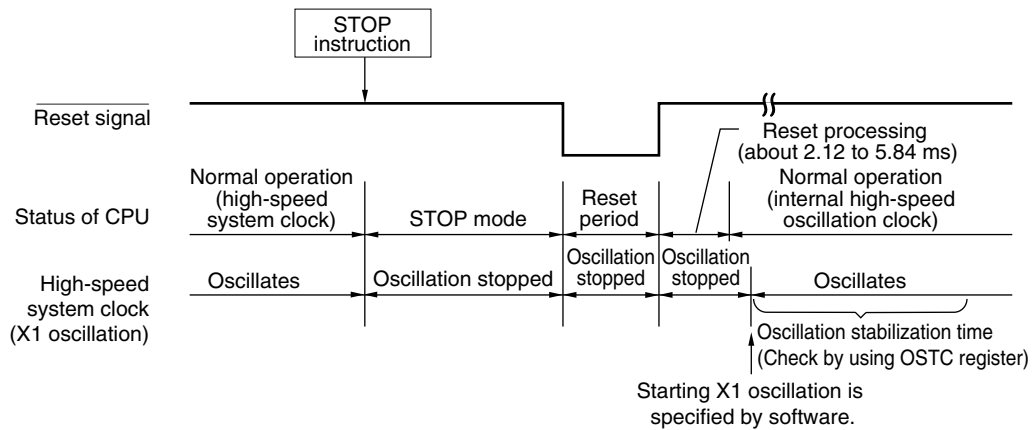 STOP
instruction
Reset signal
Reset processing
(about 2.12 to 5.84 ms)
Normal operation
(high-speed
system clock)
Reset
period
Normal operation
(internal high-speed
oscillation clock)
Status of CPU
STOP mode
Oscillation
stopped
Oscillation
stopped
High-speed
system clock
(X1 oscillation)
Oscillates
Oscillation stopped
Oscillates
Oscillation stabilization time
(Check by using OSTC register)
Starting X1 oscillation is
specified by software.